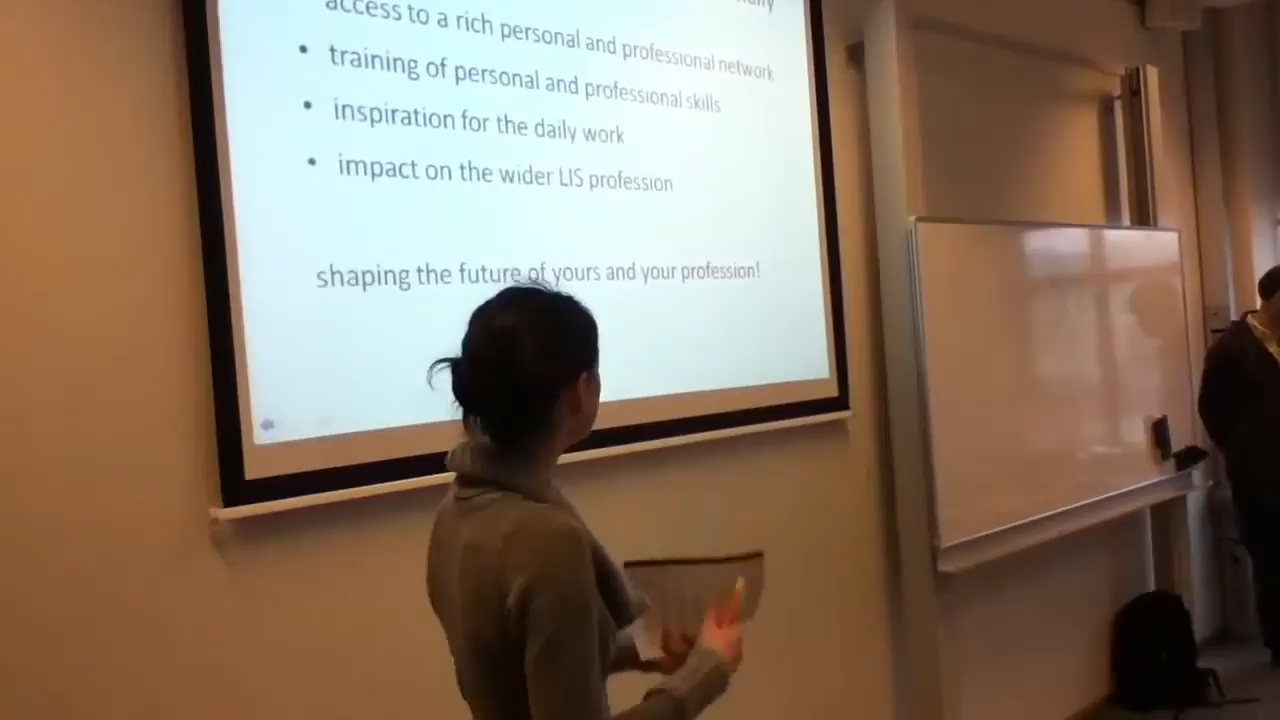 access to a rich personal and professional network
• training of personal and professional skills
• inspiration for the daily work
• impact on the wider LIS profession
shaping the future of yours and your profession!